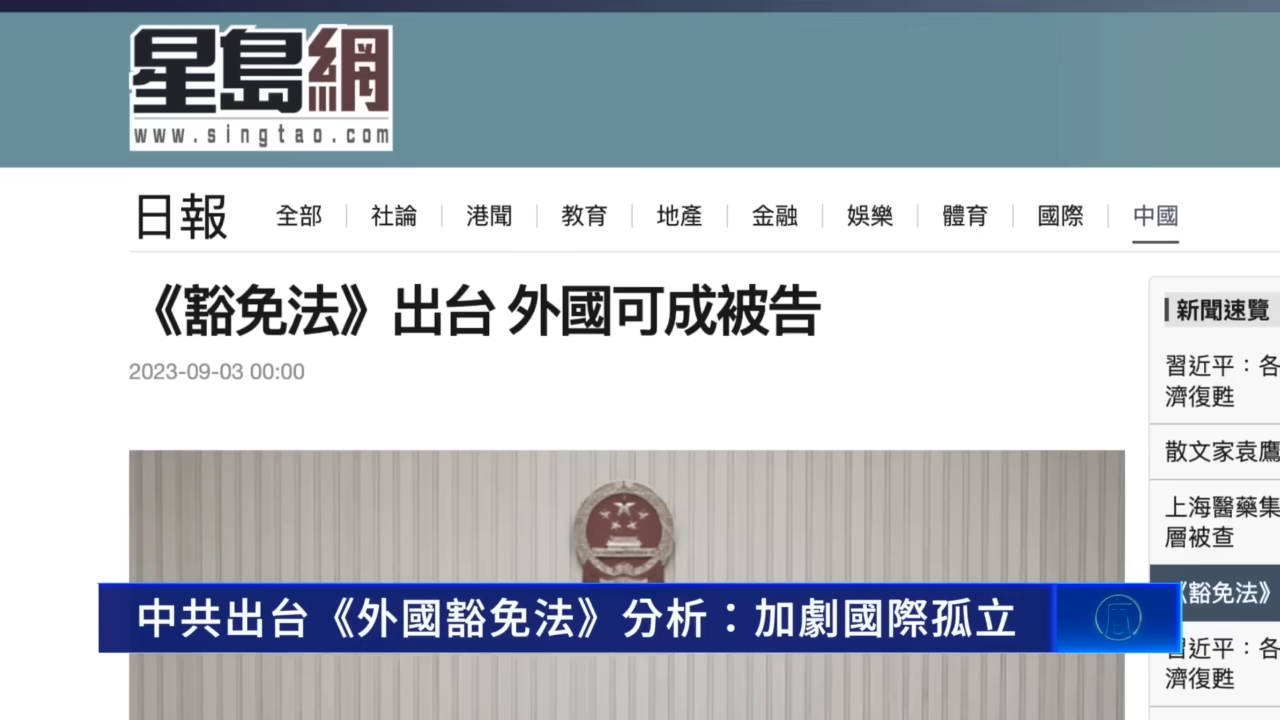 星島網
www.singtao.com
日報 全部 社論 港聞 教育 地產 金融 娛樂 體育 國際 中國
《豁免法》出台 外國可成被告
2023-09-03 00:00
新聞速覽
習近平：各
濟復甦
散文家袁鷹
上海醫藥集
層被查
《豁免法》
習近平：各
濟復甦
中共出台《外國豁免法》分析：加劇國際孤立